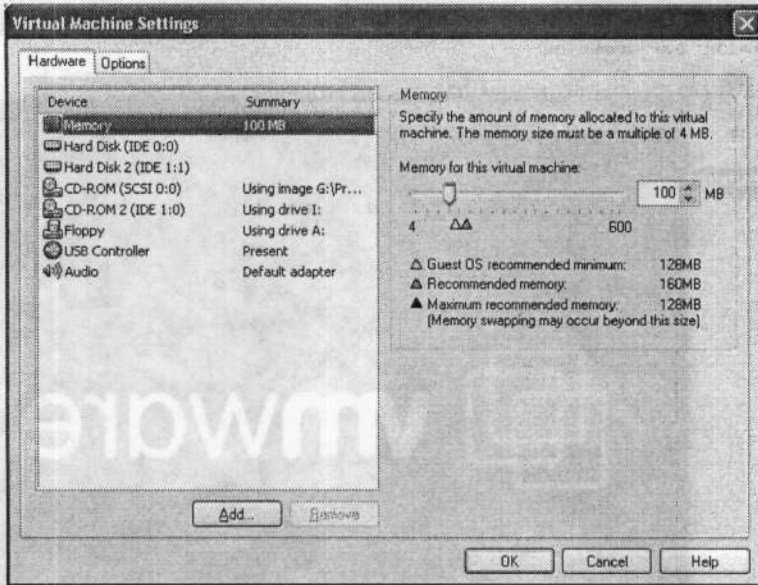 Virtual Machine Settings
Hardware Options
Device Summary
Memory 100 MB
Hard Disk (IDE 0:0)
Hard Disk 2 (IDE 1:1)
CD-ROM (SCSI 0:0) Using image G:\Pr...
CD-ROM 2 (IDE 1:0) Using drive I:
Floppy Using drive A:
USB Controller Present
Audio Default adapter
Add... Remove
Memory
Specify the amount of memory allocated to this virtual
machine. The memory size must be a multiple of 4 MB.
Memory for this virtual machine:
100 MB
4 600
Guest OS recommended minimum: 128MB
Recommended memory: 160MB
Maximum recommended memory: 128MB
(Memory swapping may occur beyond this size)
vmware
OK Cancel Help